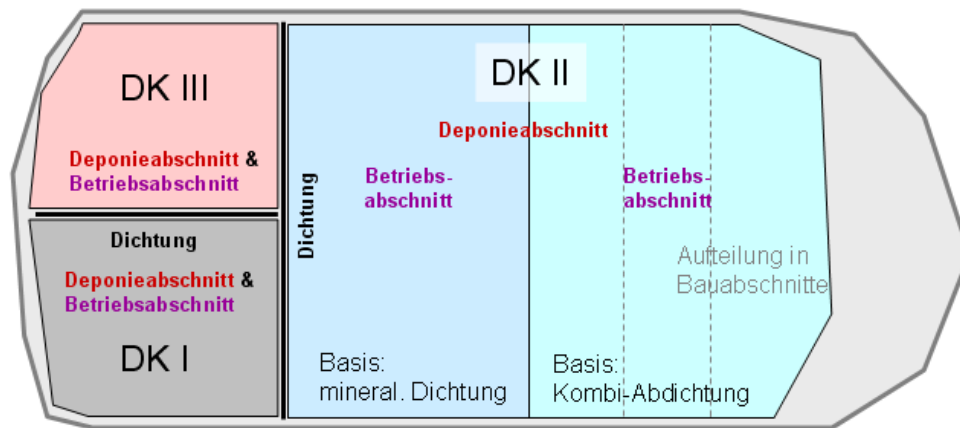 DK III
Deponieabschnitt &
Betriebsabschnitt
Dichtung
Deponieabschnitt &
Betriebsabschnitt
DK I
Dichtung
DK II
Deponieabschnitt
Betriebs-
abschnitt
Betriebs-
abschnitt
Aufteilung in
Bauabschnitte
Basis:
mineral. Dichtung
Basis:
Kombi-Abdichtung